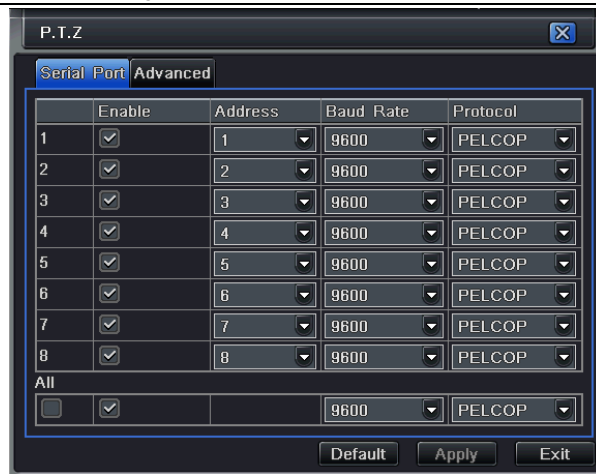 P.T.Z
Serial Port Advanced
Enable Address Baud Rate Protocol
1 1 9600 PELCOP
2 2 9600 PELCOP
3 3 9600 PELCOP
4 4 9600 PELCOP
5 5 9600 PELCOP
6 6 9600 PELCOP
7 7 9600 PELCOP
8 8 9600 PELCOP
All
9600 PELCOP
Default Apply Exit